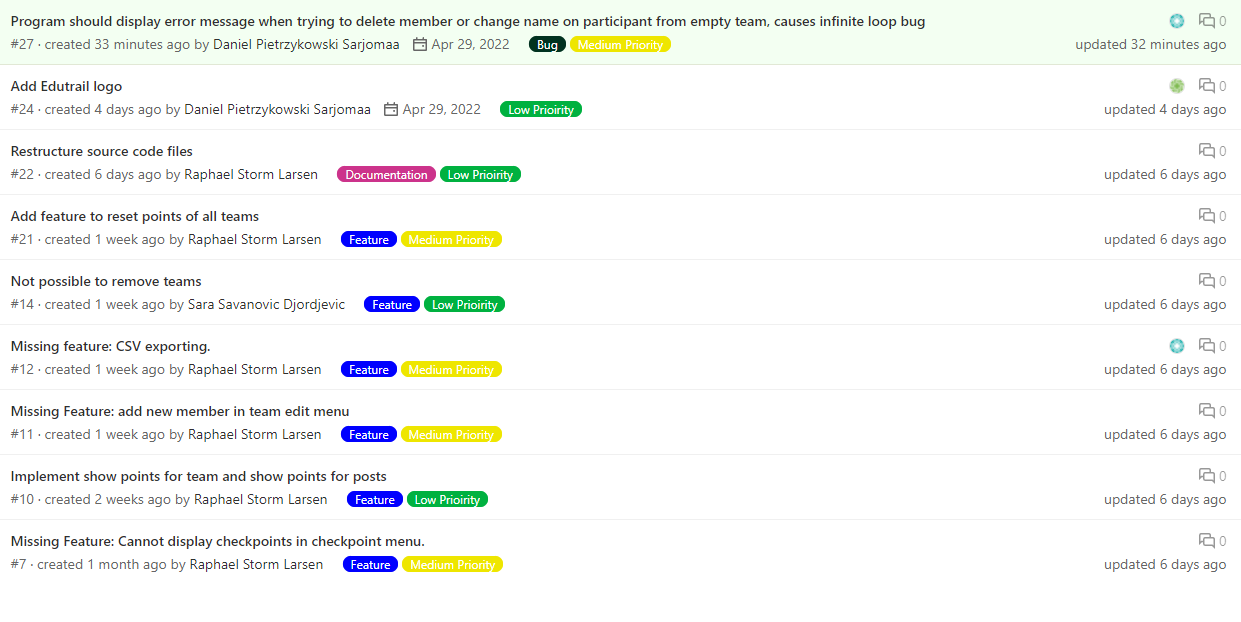 Program should display error message when trying to delete member or change name on participant from empty team, causes infinite loop bug 0
#27 · created 33 minutes ago by Daniel Pietrzykowski Sarjomaa Apr 29, 2022 Bug Medium Priority updated 32 minutes ago
Add Edutrail logo 0
#24 · created 4 days ago by Daniel Pietrzykowski Sarjomaa Apr 29, 2022 Low Prioirity updated 4 days ago
Restructure source code files 0
#22 · created 6 days ago by Raphael Storm Larsen Documentation Low Prioirity updated 6 days ago
Add feature to reset points of all teams 0
#21 · created 1 week ago by Raphael Storm Larsen Feature Medium Priority updated 6 days ago
Not possible to remove teams 0
#14 · created 1 week ago by Sara Savanovic Djordjevic Feature Low Prioirity updated 6 days ago
Missing feature: CSV exporting. 0
#12 · created 1 week ago by Raphael Storm Larsen Feature Medium Priority updated 6 days ago
Missing Feature: add new member in team edit menu 0
#11 · created 1 week ago by Raphael Storm Larsen Feature Medium Priority updated 6 days ago
Implement show points for team and show points for posts 0
#10 · created 2 weeks ago by Raphael Storm Larsen Feature Low Prioirity updated 6 days ago
Missing Feature: Cannot display checkpoints in checkpoint menu. 0
#7 · created 1 month ago by Raphael Storm Larsen Feature Medium Priority updated 6 days ago